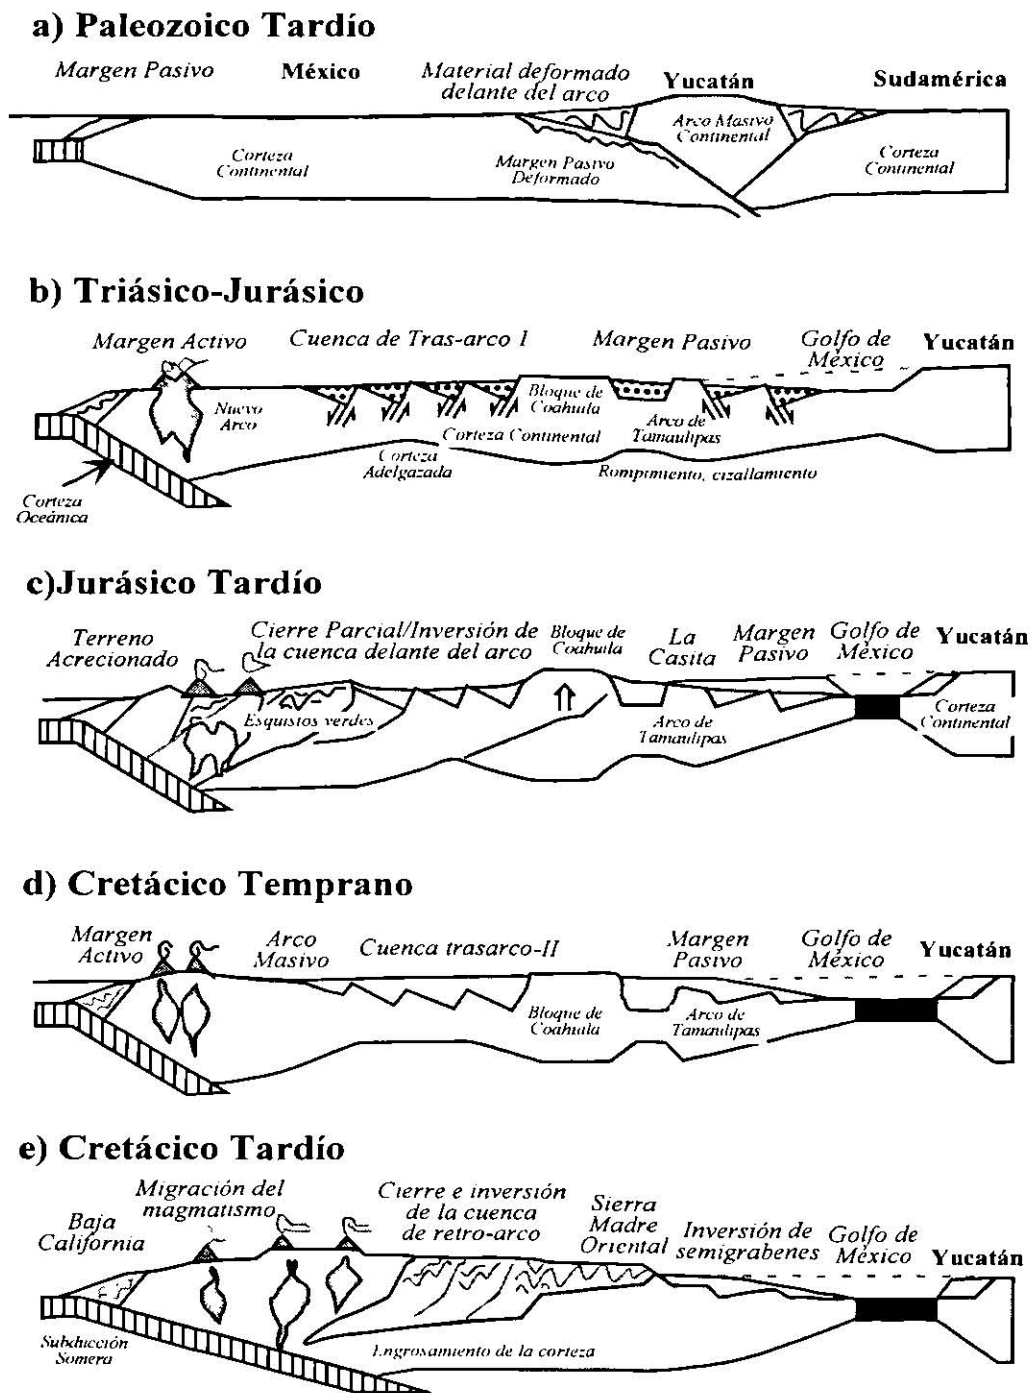 a) Paleozoico Tardío
Margen Pasivo
México
Material deformado
delante del arco
Yucatán
Sudamérica
Arco Masivo
Continental
Corteza
Continental
Margen Pasivo
Deformado
Corteza
Continental
b) Triásico-Jurásico
Margen Activo
Cuenca de Tras-arco I
Margen Pasivo
Golfo de
México
Yucatán
Nuevo
Arco
Bloque de
Coahuila
Arco de
Tamaulipas
Corteza Continental
Corteza
Adelgazada
Rompimiento, cizallamiento
Corteza
Oceánica
c)Jurásico Tardío
Terreno
Acrecionado
Cierre Parcial/Inversión de
la cuenca delante del arco
Bloque de
Coahuila
La
Casita
Margen
Pasivo
Golfo de
México
Yucatán
Esquistos verdes
Arco de
Tamaulipas
Corteza
Continental
d) Cretácico Temprano
Margen
Activo
Arco
Masivo
Cuenca trasarco-II
Margen
Pasivo
Golfo de
México
Yucatán
Bloque de
Coahuila
Arco de
Tamaulipas
e) Cretácico Tardío
Baja
California
Migración del
magmatismo
Cierre e inversión
de la cuenca
de retro-arco
Sierra
Madre
Oriental
Inversión de
semigrabenes
Golfo de
México
Yucatán
Subducción
Somera
Engrosamiento de la corteza